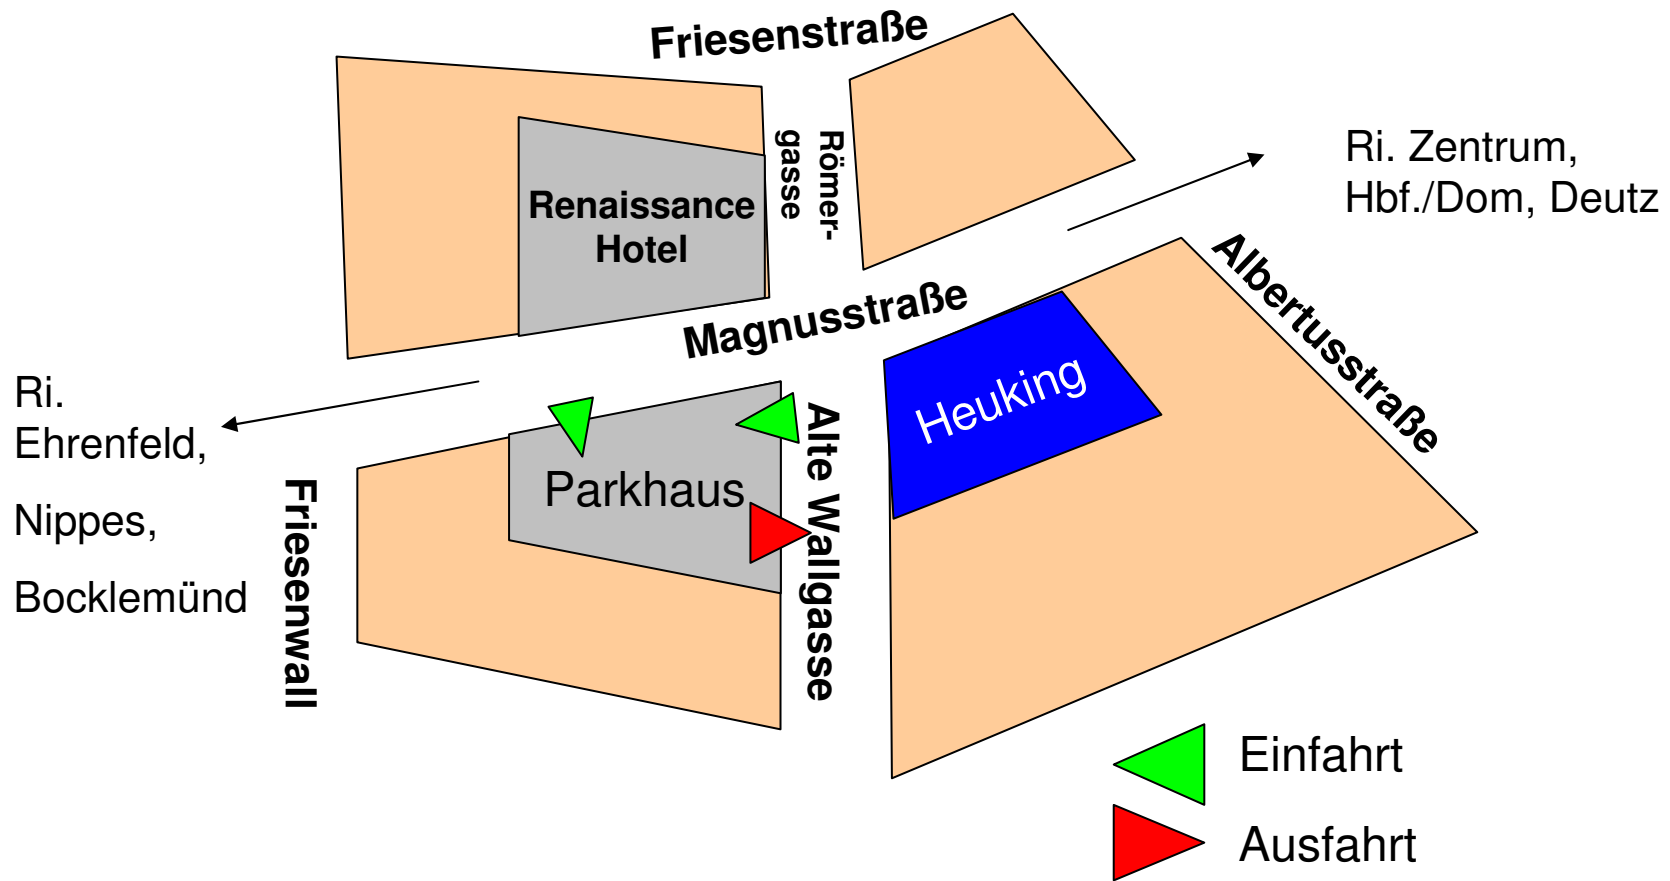 Friesenstraße
Römer-
gasse
Ri. Zentrum,
Hbf./Dom, Deutz
Renaissance
Hotel
Magnusstraße
Albertusstraße
Heuking
Ri.
Ehrenfeld,
Nippes,
Bocklemünd
Friesenwall
Parkhaus
Alte Wallgasse
Einfahrt
Ausfahrt